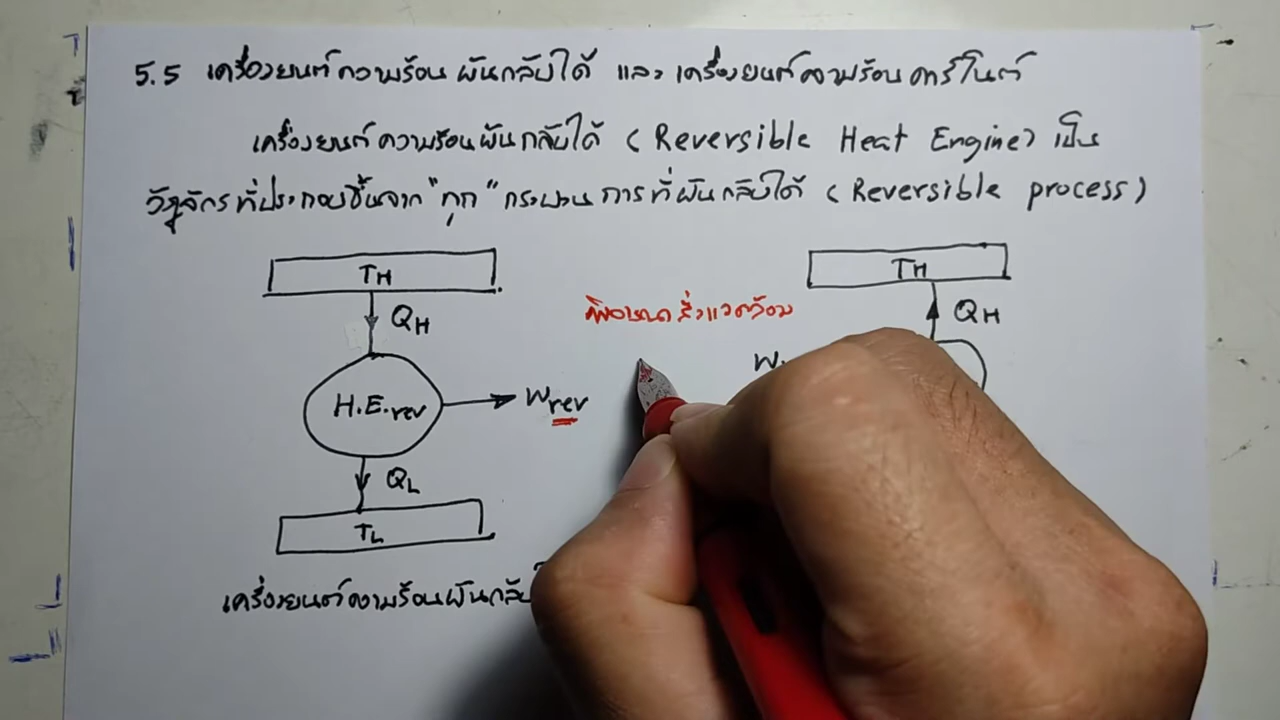 5.5 เครื่องยนต์ความร้อนผันกลับได้ และเครื่องยนต์ความร้อนคาร์โนต์
เครื่องยนต์ความร้อนผันกลับได้ (Reversible Heat Engine) เป็น
วัฏจักรที่ประกอบขึ้นจาก "ทุก" กระบวนการที่ผันกลับได้ (Reversible process)
TH
TH
QH
พิจารณาสิ่งแวดล้อม
QH
W
H.E.rev
Wrev
QL
TL
เครื่องยนต์ความร้อนผันกลับ